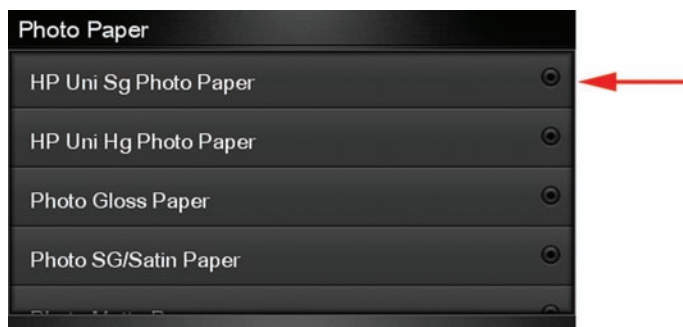 Photo Paper
HP Uni Sg Photo Paper
HP Uni Hg Photo Paper
Photo Gloss Paper
Photo SG/Satin Paper